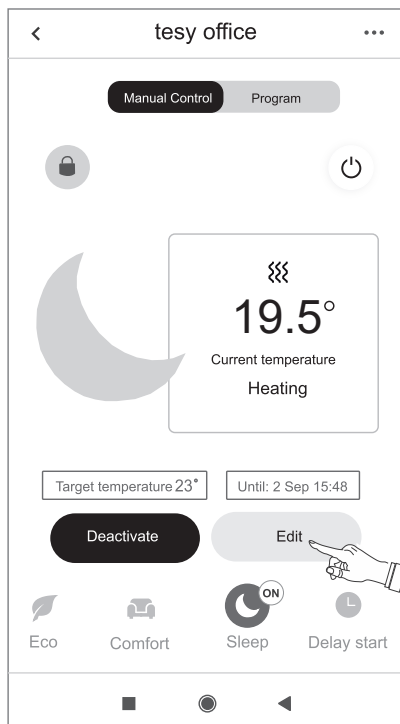 tesy office
Manual Control Program
19.5°
Current temperature
Heating
Target temperature 23° Until: 2 Sep 15:48
Deactivate Edit
ON
Eco Comfort Sleep Delay start